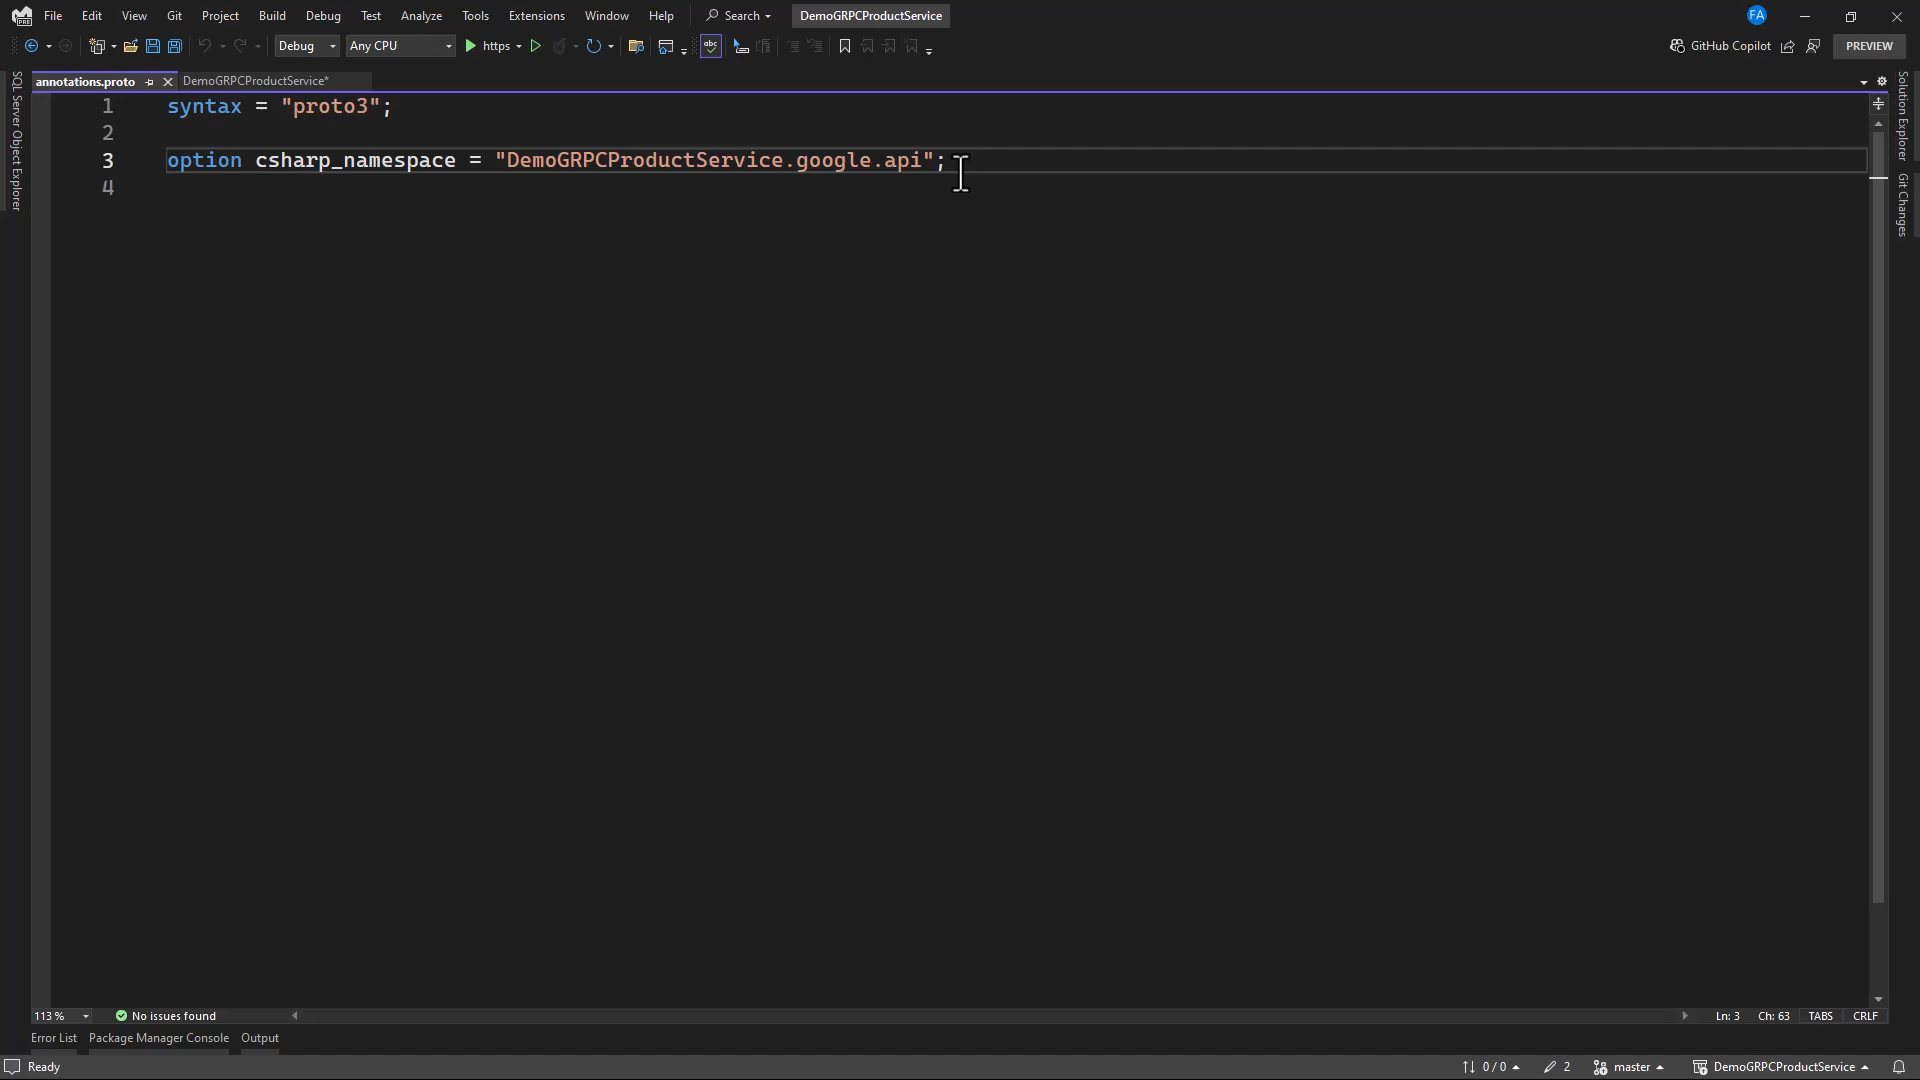 File Edit View Git Project Build Debug Test Analyze Tools Extensions Window Help Search DemoGRPCProductService FA
Debug Any CPU https GitHub Copilot PREVIEW
annotations.proto DemoGRPCProductService*
SQL Server Object Explorer
1 syntax = "proto3";
2
3 option csharp_namespace = "DemoGRPCProductService.google.api";
4
Solution Explorer
Git Changes
113 % No issues found Ln: 3 Ch: 63 TABS CRLF
Error List Package Manager Console Output
Ready 0 / 0 2 master DemoGRPCProductService